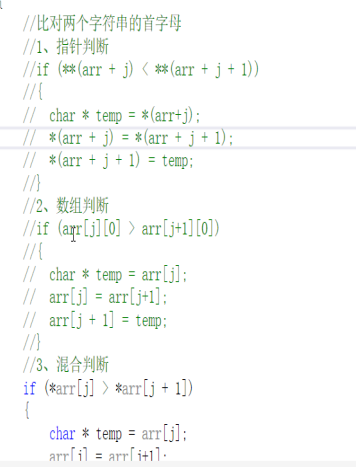 //比对两个字符串的首字母
//1、指针判断
//if (**(arr + j) < **(arr + j + 1))
//{
//  char * temp = *(arr+j);
//  *(arr + j) = *(arr + j + 1);
//  *(arr + j + 1) = temp;
//}
//2、数组判断
//if (arr[j][0] > arr[j+1][0])
//{
//  char * temp = arr[j];
//  arr[j] = arr[j+1];
//  arr[j + 1] = temp;
//}
//3、混合判断
if (*arr[j] > *arr[j + 1])
{
char * temp = arr[j];
arr[j] = arr[j+1];